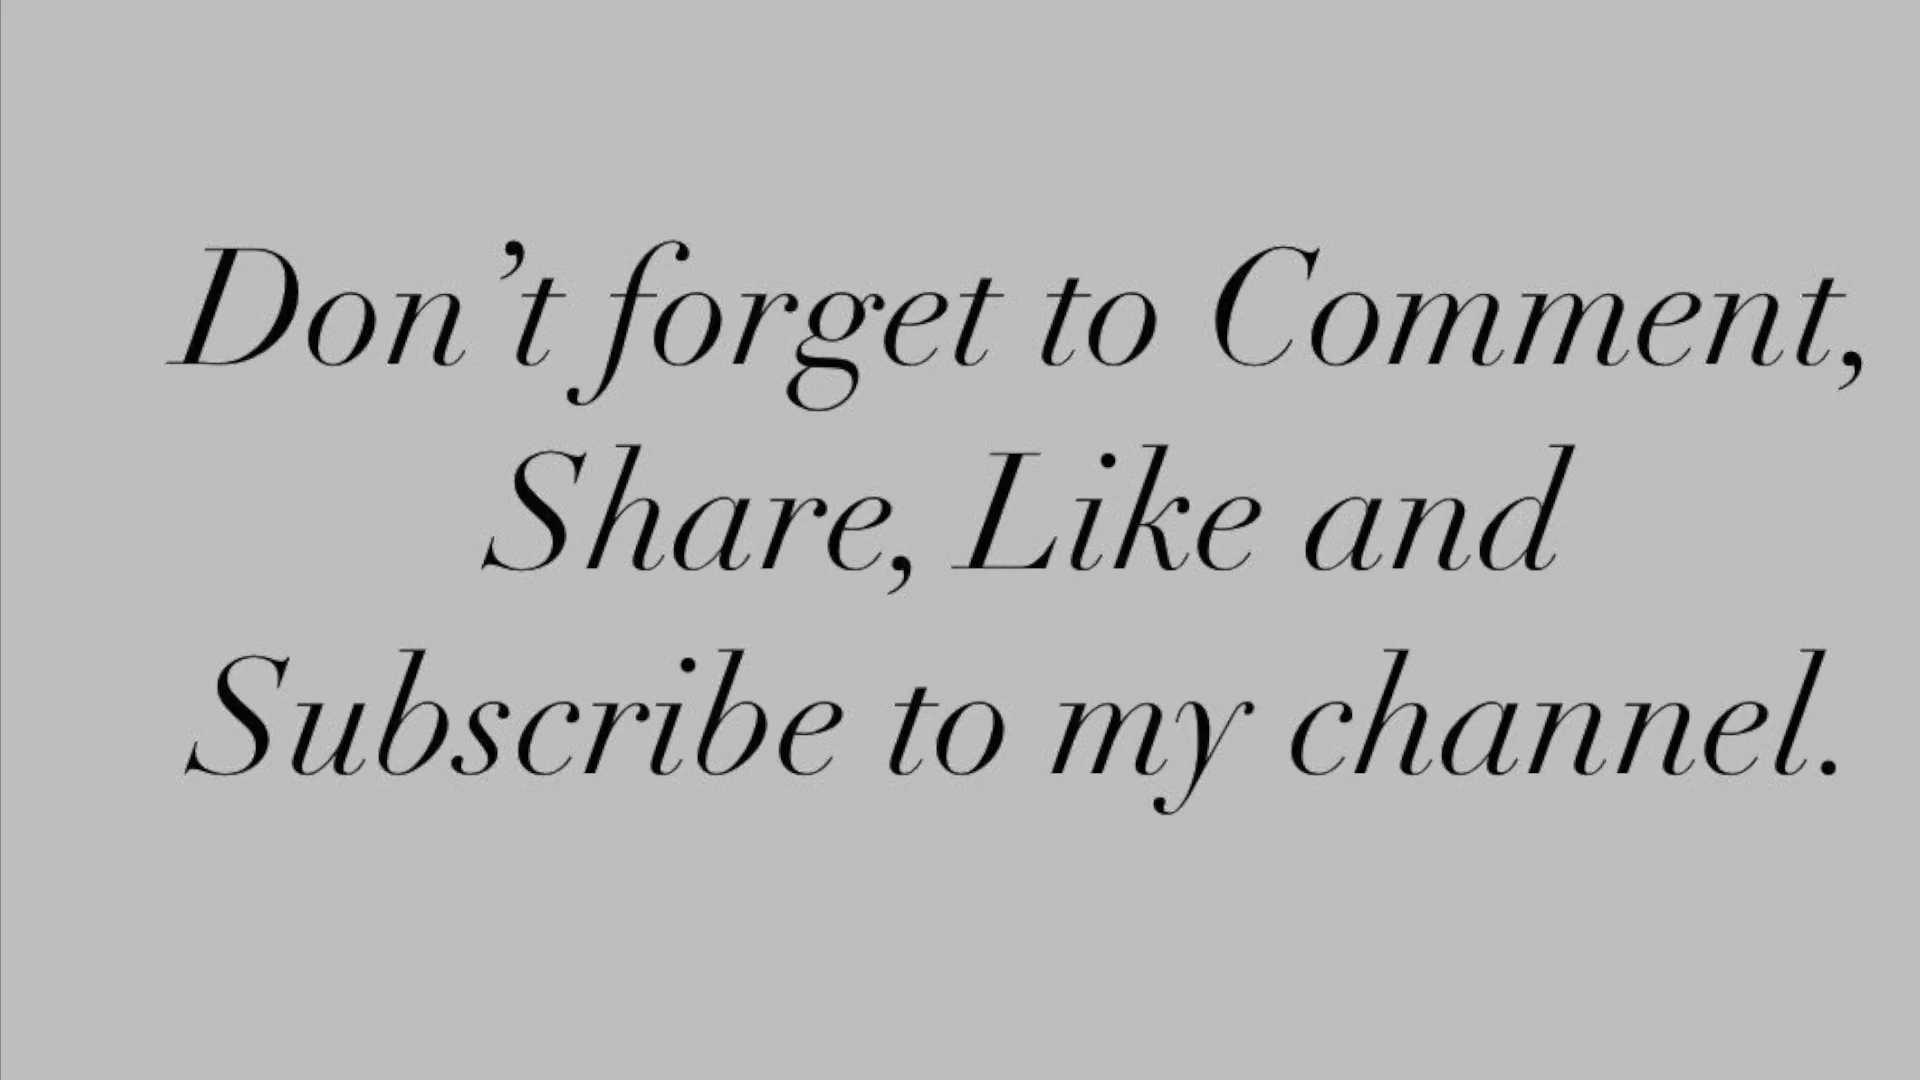 Don’t forget to Comment,
Share, Like and
Subscribe to my channel.